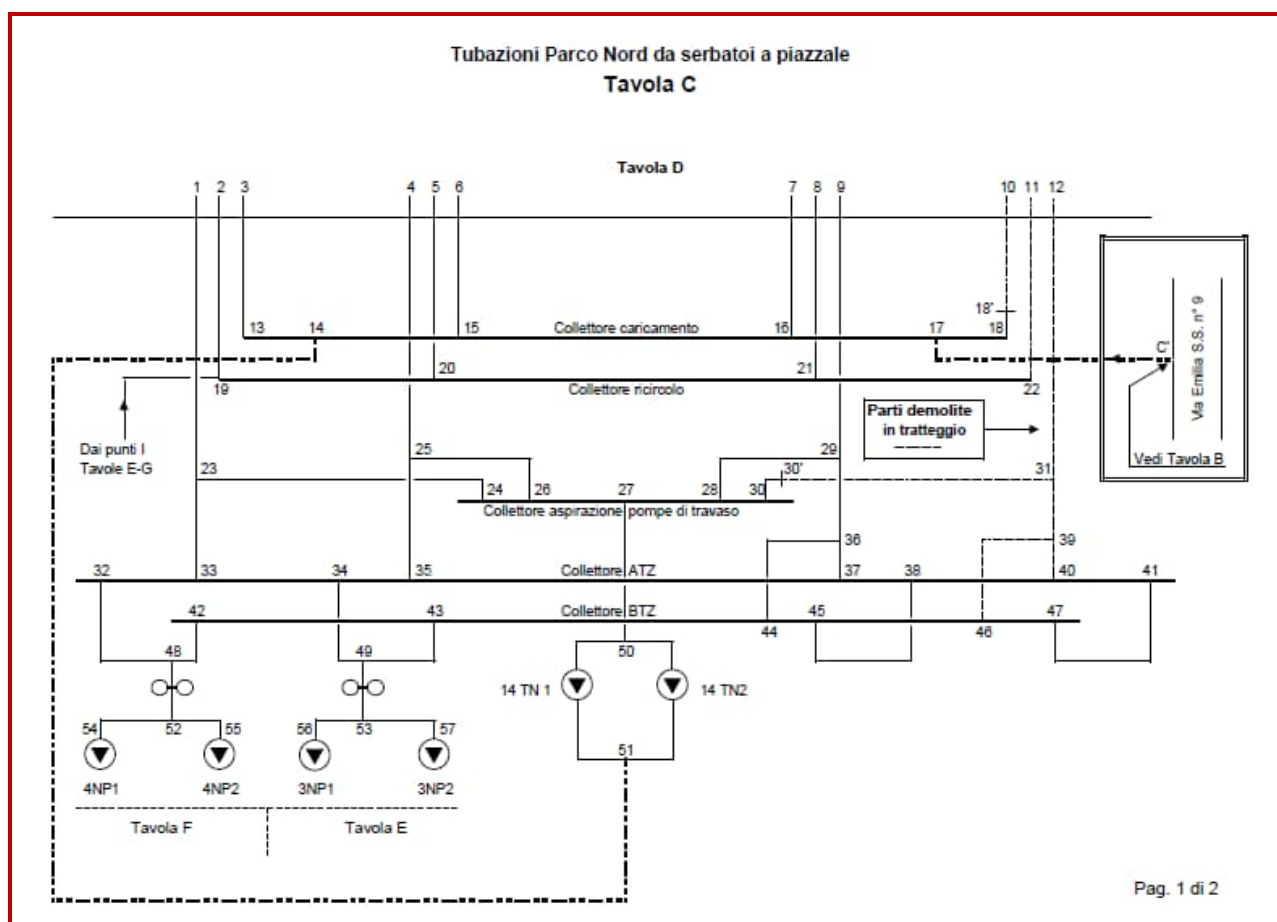 Tubazioni Parco Nord da serbatoi a piazzale
Tavola C
Tavola D
1 2 3 4 5 6 7 8 9 10 11 12
18'
13 14 15 Collettore caricamento 16 17 18
C'
Via Emilia S.S. n° 9
20 21
19 Collettore ricircolo 22
Parti demolite
in tratteggio
Dai punti I
Tavole E-G
Vedi Tavola B
25 29
23 30' 31
24 26 27 28 30
Collettore aspirazione pompe di travaso
36 39
32 33 34 35 Collettore ATZ 37 38 40 41
42 43 Collettore BTZ 45 47
44 46
48 49 50
14 TN 1 14 TN2
54 52 55 56 53 57
51
4NP1 4NP2 3NP1 3NP2
Tavola F Tavola E
Pag. 1 di 2